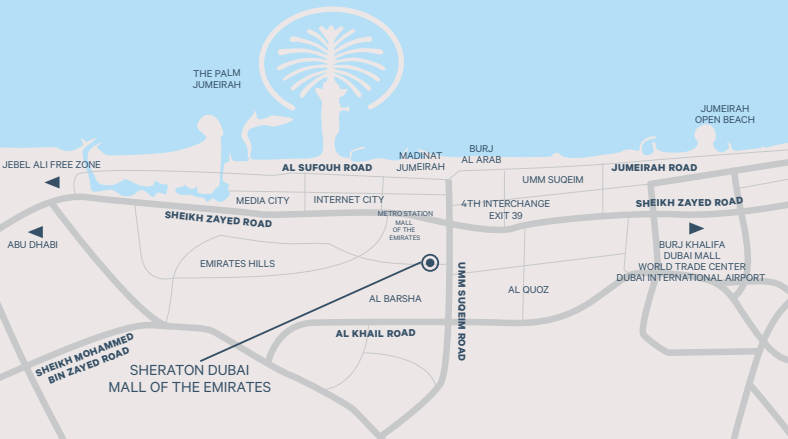 THE PALM
JUMEIRAH
JUMEIRAH
OPEN BEACH
JEBEL ALI FREE ZONE
AL SUFOUH ROAD
MADINAT
JUMEIRAH
BURJ
AL ARAB
JUMEIRAH ROAD
UMM SUQEIM
MEDIA CITY
INTERNET CITY
4TH INTERCHANGE
EXIT 39
SHEIKH ZAYED ROAD
SHEIKH ZAYED ROAD
METRO STATION
MALL
OF THE
EMIRATES
ABU DHABI
BURJ KHALIFA
DUBAI MALL
WORLD TRADE CENTER
DUBAI INTERNATIONAL AIRPORT
EMIRATES HILLS
AL BARSHA
AL QUOZ
UMM SUQEIM ROAD
AL KHAIL ROAD
SHEIKH MOHAMMED
BIN ZAYED ROAD
SHERATON DUBAI
MALL OF THE EMIRATES